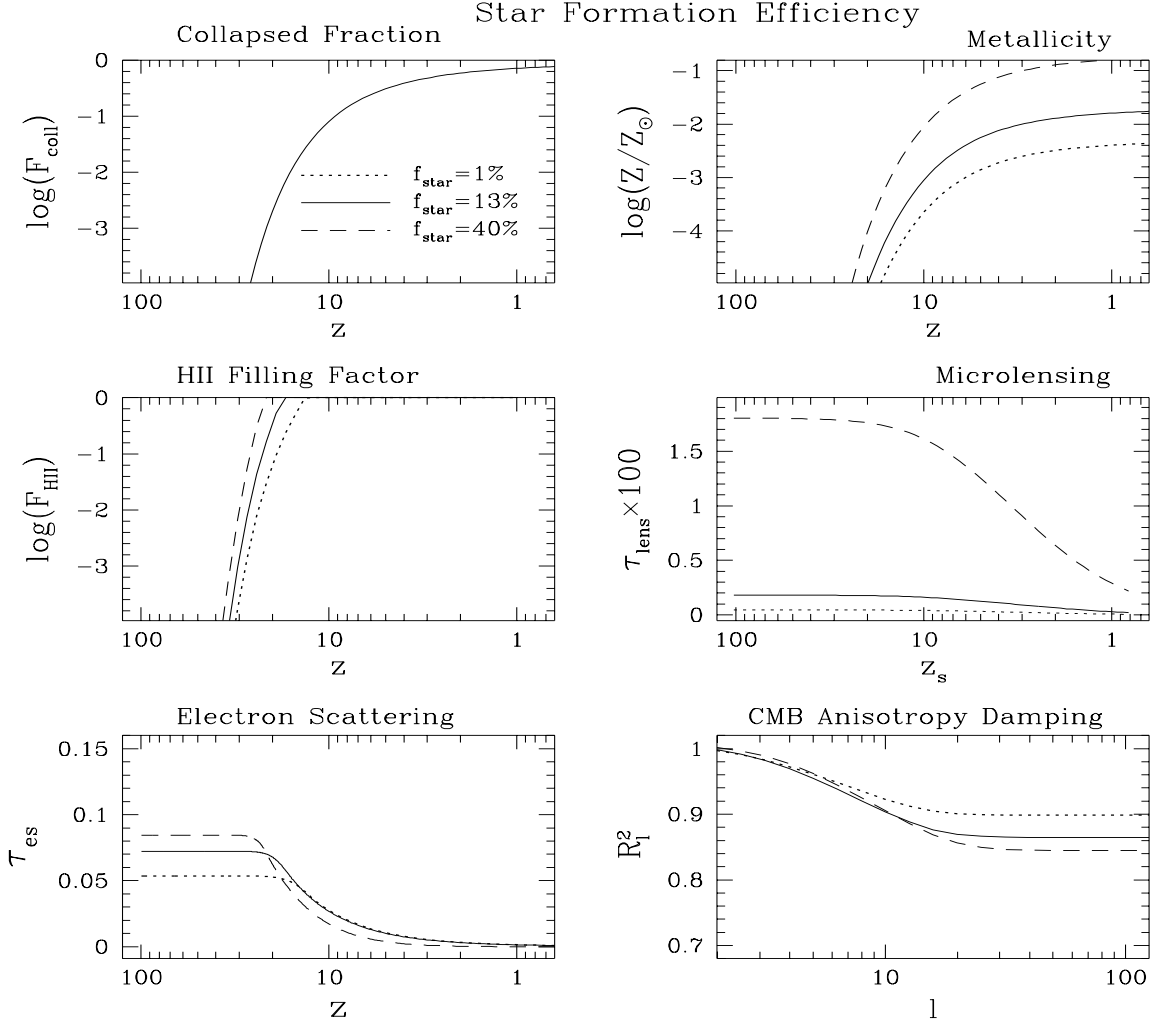 Star Formation Efficiency
Collapsed Fraction
0
−1
−2
−3
log(F_coll)
f_star=1%
f_star=13%
f_star=40%
100 10 1
z
Metallicity
−1
−2
−3
−4
log(Z/Z_⊙)
100 10 1
z
HII Filling Factor
0
−1
−2
−3
log(F_HII)
100 10 1
z
Microlensing
1.5
1
0.5
0
τ_lens×100
100 10 1
z_s
Electron Scattering
0.15
0.1
0.05
0
τ_es
100 10 1
z
CMB Anisotropy Damping
1
0.9
0.8
0.7
R_l^2
10 100
l